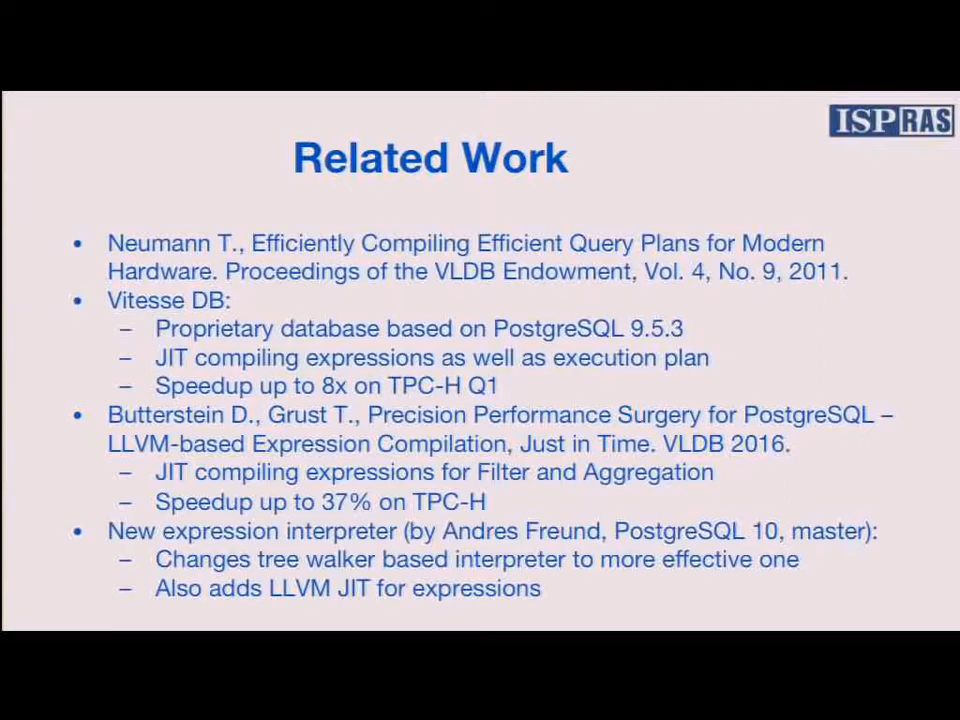 ISP RAS
Related Work
• Neumann T., Efficiently Compiling Efficient Query Plans for Modern
Hardware. Proceedings of the VLDB Endowment, Vol. 4, No. 9, 2011.
• Vitesse DB:
– Proprietary database based on PostgreSQL 9.5.3
– JIT compiling expressions as well as execution plan
– Speedup up to 8x on TPC-H Q1
• Butterstein D., Grust T., Precision Performance Surgery for PostgreSQL –
LLVM-based Expression Compilation, Just in Time. VLDB 2016.
– JIT compiling expressions for Filter and Aggregation
– Speedup up to 37% on TPC-H
• New expression interpreter (by Andres Freund, PostgreSQL 10, master):
– Changes tree walker based interpreter to more effective one
– Also adds LLVM JIT for expressions